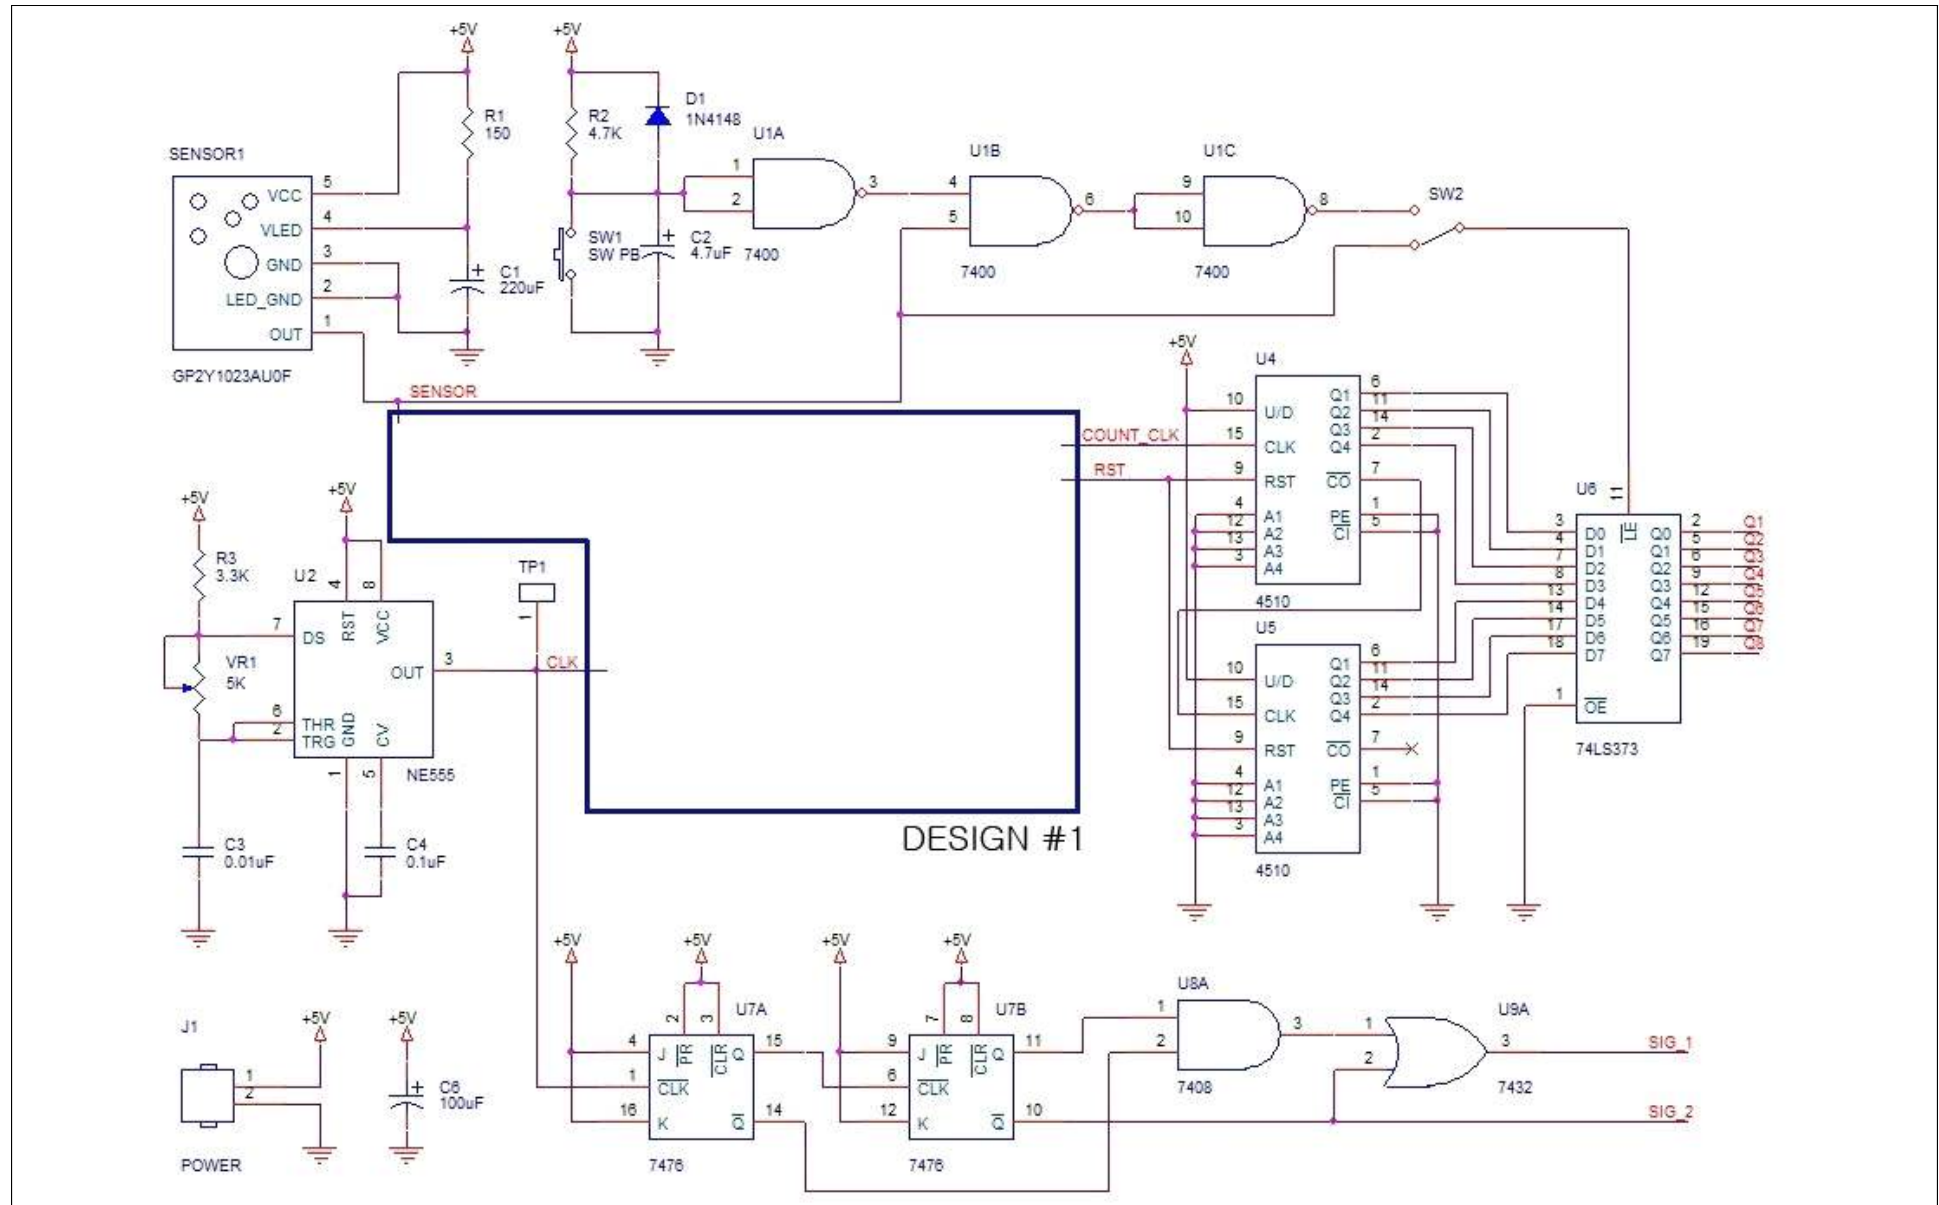 +5V
+5V
R1
150
R2
4.7K
D1
1N4148
U1A
1
2
3
7400
U1B
4
5
6
7400
U1C
9
10
8
7400
SW2
SENSOR1
VCC 5
VLED 4
GND 3
LED_GND 2
OUT 1
GP2Y1023AU0F
C1
220uF
SW1
SW PB
C2
4.7uF
SENSOR
+5V
U4
10 U/D
15 CLK
9 RST
4 A1
12 A2
13 A3
3 A4
Q1 6
Q2 11
Q3 14
Q4 2
CO 7
PE 1
CI 5
4510
COUNT_CLK
RST
U5
10 U/D
15 CLK
9 RST
4 A1
12 A2
13 A3
3 A4
Q1 6
Q2 11
Q3 14
Q4 2
CO 7
PE 1
CI 5
4510
U6
11
LE
3 D0
4 D1
7 D2
8 D3
13 D4
14 D5
17 D6
18 D7
1 OE
Q0 2 Q1
Q1 5 Q2
Q2 6 Q3
Q3 9 Q4
Q4 12 Q5
Q5 15 Q6
Q6 16 Q7
Q7 19 Q8
74LS373
+5V
+5V
R3
3.3K
VR1
5K
U2
4
8
RST
VCC
7 DS
OUT 3
6 THR
2 TRG
GND
CV
1
5
NE555
TP1
1
CLK
C3
0.01uF
C4
0.1uF
DESIGN #1
+5V
+5V
+5V
+5V
U7A
2
3
4 J
PR
CLR
Q 15
1 CLK
16 K
Q 14
7476
U7B
7
8
9 J
PR
CLR
Q 11
6 CLK
12 K
Q 10
7476
U8A
1
2
3
7408
U9A
1
2
3
7432
SIG_1
SIG_2
J1
1
2
POWER
+5V
+5V
C6
100uF